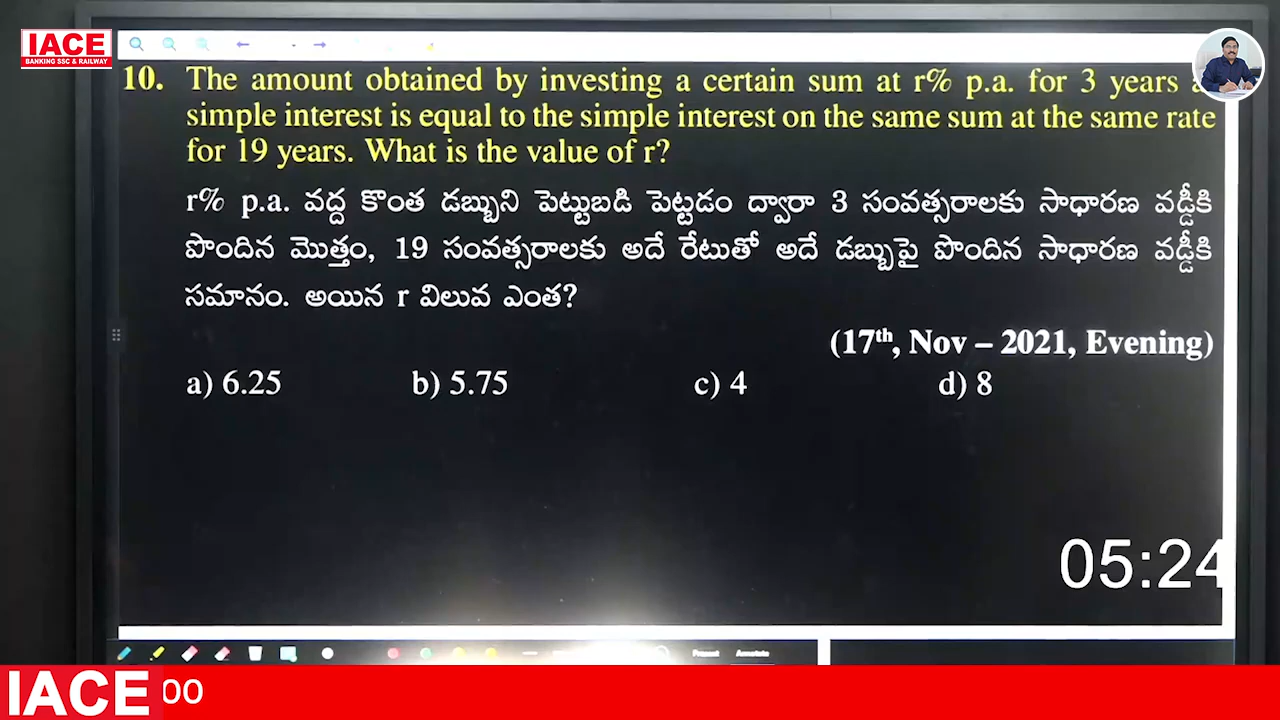 IACE
BANKING SSC & RAILWAY
10. The amount obtained by investing a certain sum at r% p.a. for 3 years
simple interest is equal to the simple interest on the same sum at the same rate
for 19 years. What is the value of r?
r% p.a. వద్ద కొంత డబ్బుని పెట్టుబడి పెట్టడం ద్వారా 3 సంవత్సరాలకు సాధారణ వడ్డీకి
పొందిన మొత్తం, 19 సంవత్సరాలకు అదే రేటుతో అదే డబ్బుపై పొందిన సాధారణ వడ్డీకి
సమానం. అయిన r విలువ ఎంత?
(17th, Nov – 2021, Evening)
a) 6.25 b) 5.75 c) 4 d) 8
05:24
Present Annotate
IACE 00